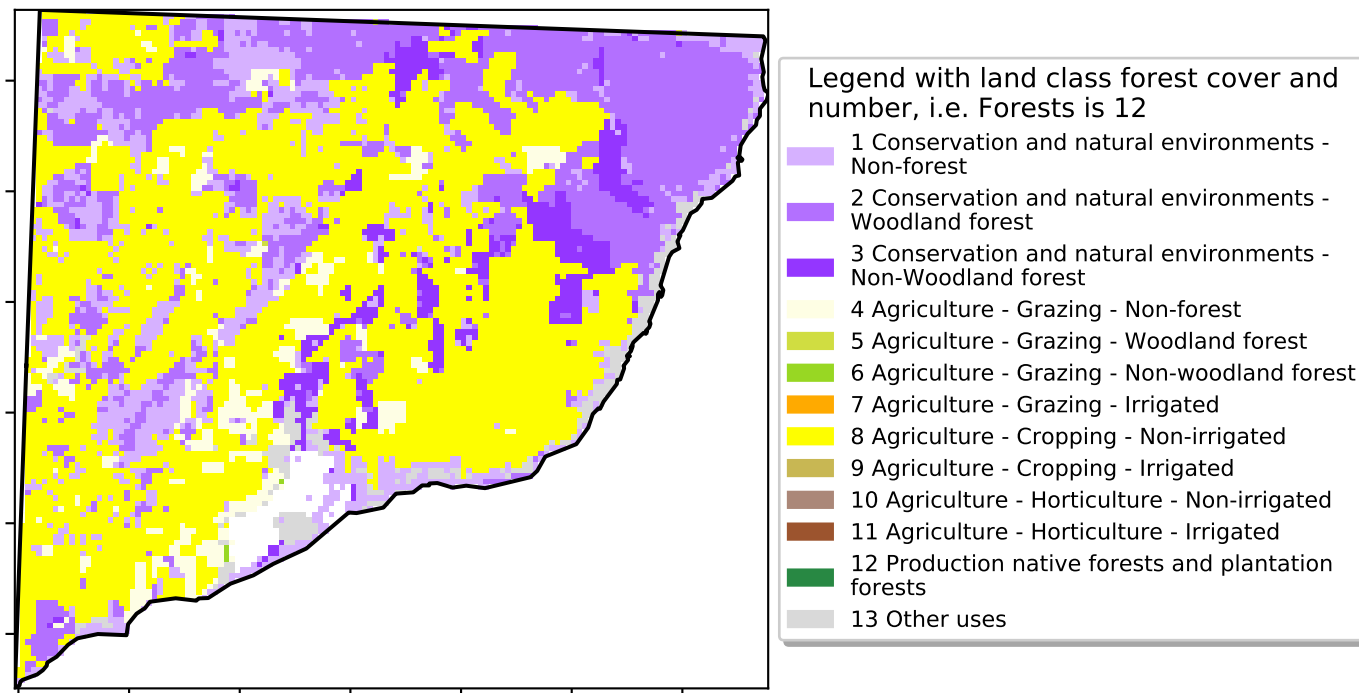 Legend with land class forest cover and
number, i.e. Forests is 12
1 Conservation and natural environments -
Non-forest
2 Conservation and natural environments -
Woodland forest
3 Conservation and natural environments -
Non-Woodland forest
4 Agriculture - Grazing - Non-forest
5 Agriculture - Grazing - Woodland forest
6 Agriculture - Grazing - Non-woodland forest
7 Agriculture - Grazing - Irrigated
8 Agriculture - Cropping - Non-irrigated
9 Agriculture - Cropping - Irrigated
10 Agriculture - Horticulture - Non-irrigated
11 Agriculture - Horticulture - Irrigated
12 Production native forests and plantation
forests
13 Other uses